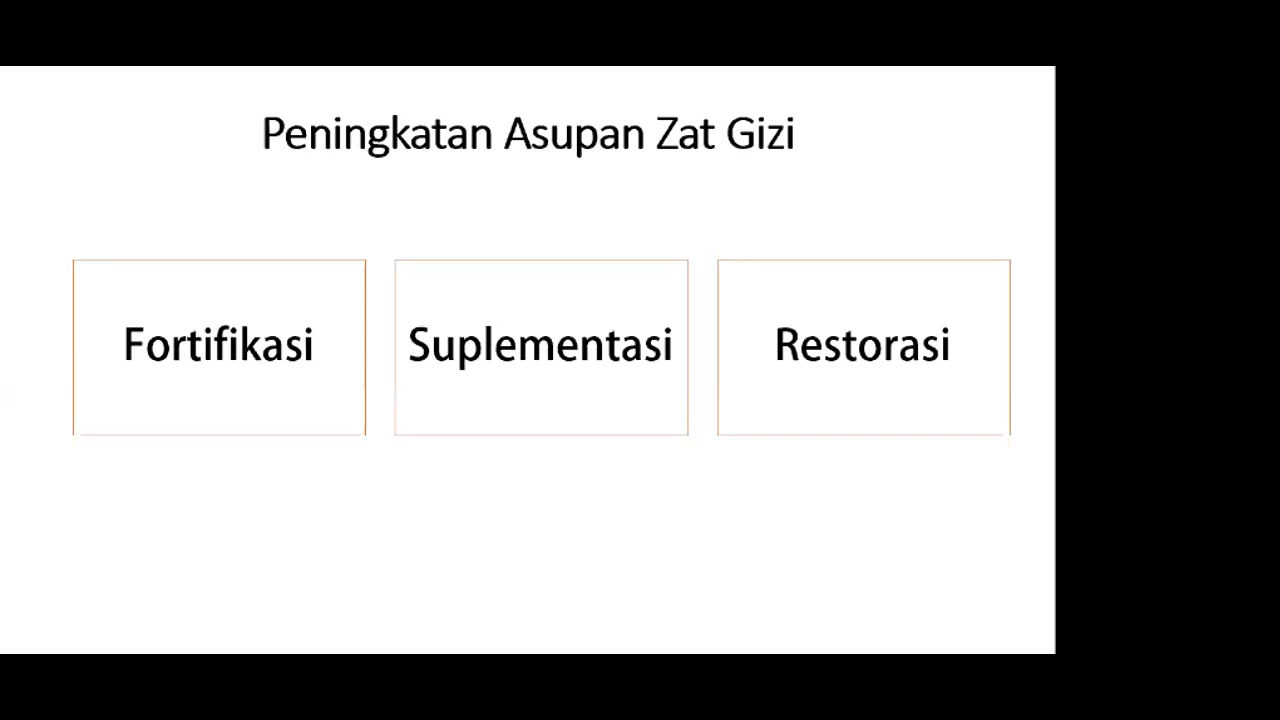 Peningkatan Asupan Zat Gizi
Fortifikasi
Suplementasi
Restorasi